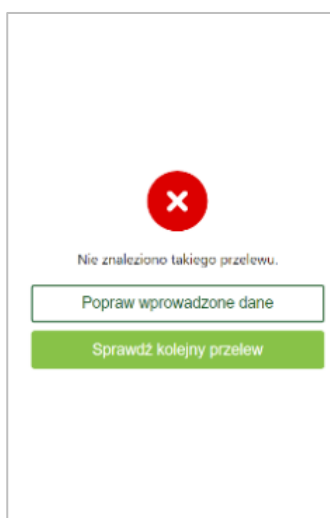 Nie znaleziono takiego przelewu.
Popraw wprowadzone dane
Sprawdź kolejny przelew